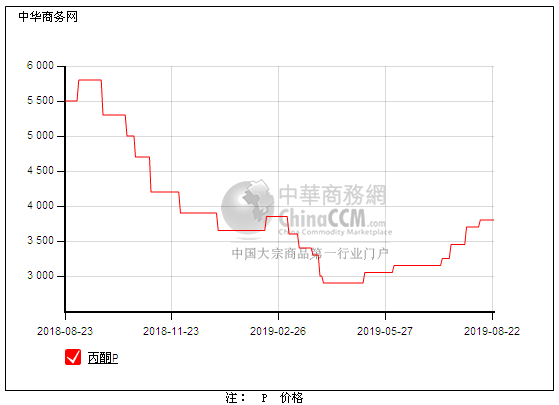 中华商务网
6 000
5 500
5 000
4 500
4 000
3 500
3 000
中華商務網
ChinaCCM.com
China Commodity Marketplace
中国大宗商品第一行业门户
2018-08-23 2018-11-23 2019-02-26 2019-05-27 2019-08-22
丙酮P
注： P 价格